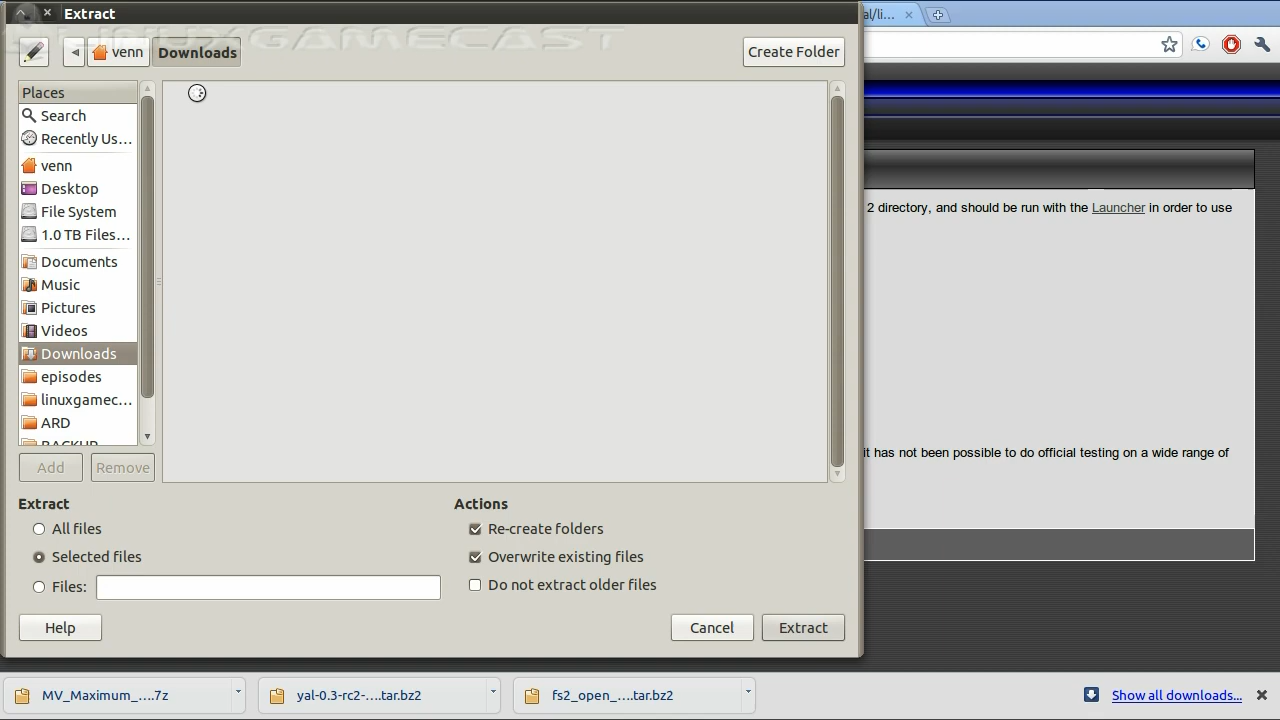 Extract
LINUXGAMECAST
venn
Downloads
Create Folder
Places
Search
Recently Us...
venn
Desktop
File System
1.0 TB Files...
Documents
Music
Pictures
Videos
Downloads
episodes
linuxgamec...
ARD
BACKUP
Add
Remove
Extract
All files
Selected files
Files:
Actions
Re-create folders
Overwrite existing files
Do not extract older files
Help
Cancel
Extract
al/li...
2 directory, and should be run with the Launcher in order to use
it has not been possible to do official testing on a wide range of
MV_Maximum_....7z
yal-0.3-rc2-....tar.bz2
fs2_open_....tar.bz2
Show all downloads...